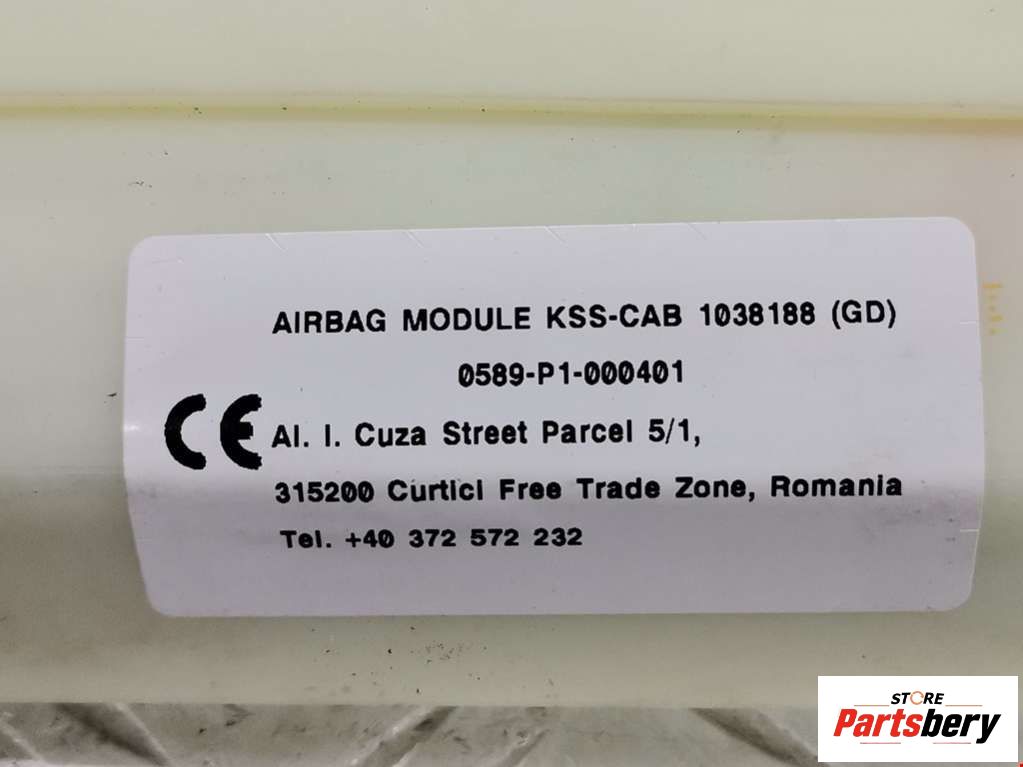 AIRBAG MODULE KSS-CAB 1038188 (GD)
0589-P1-000401
CE Al. I. Cuza Street Parcel 5/1,
315200 Curtici Free Trade Zone, Romania
Tel. +40 372 572 232
STORE
Partsbery